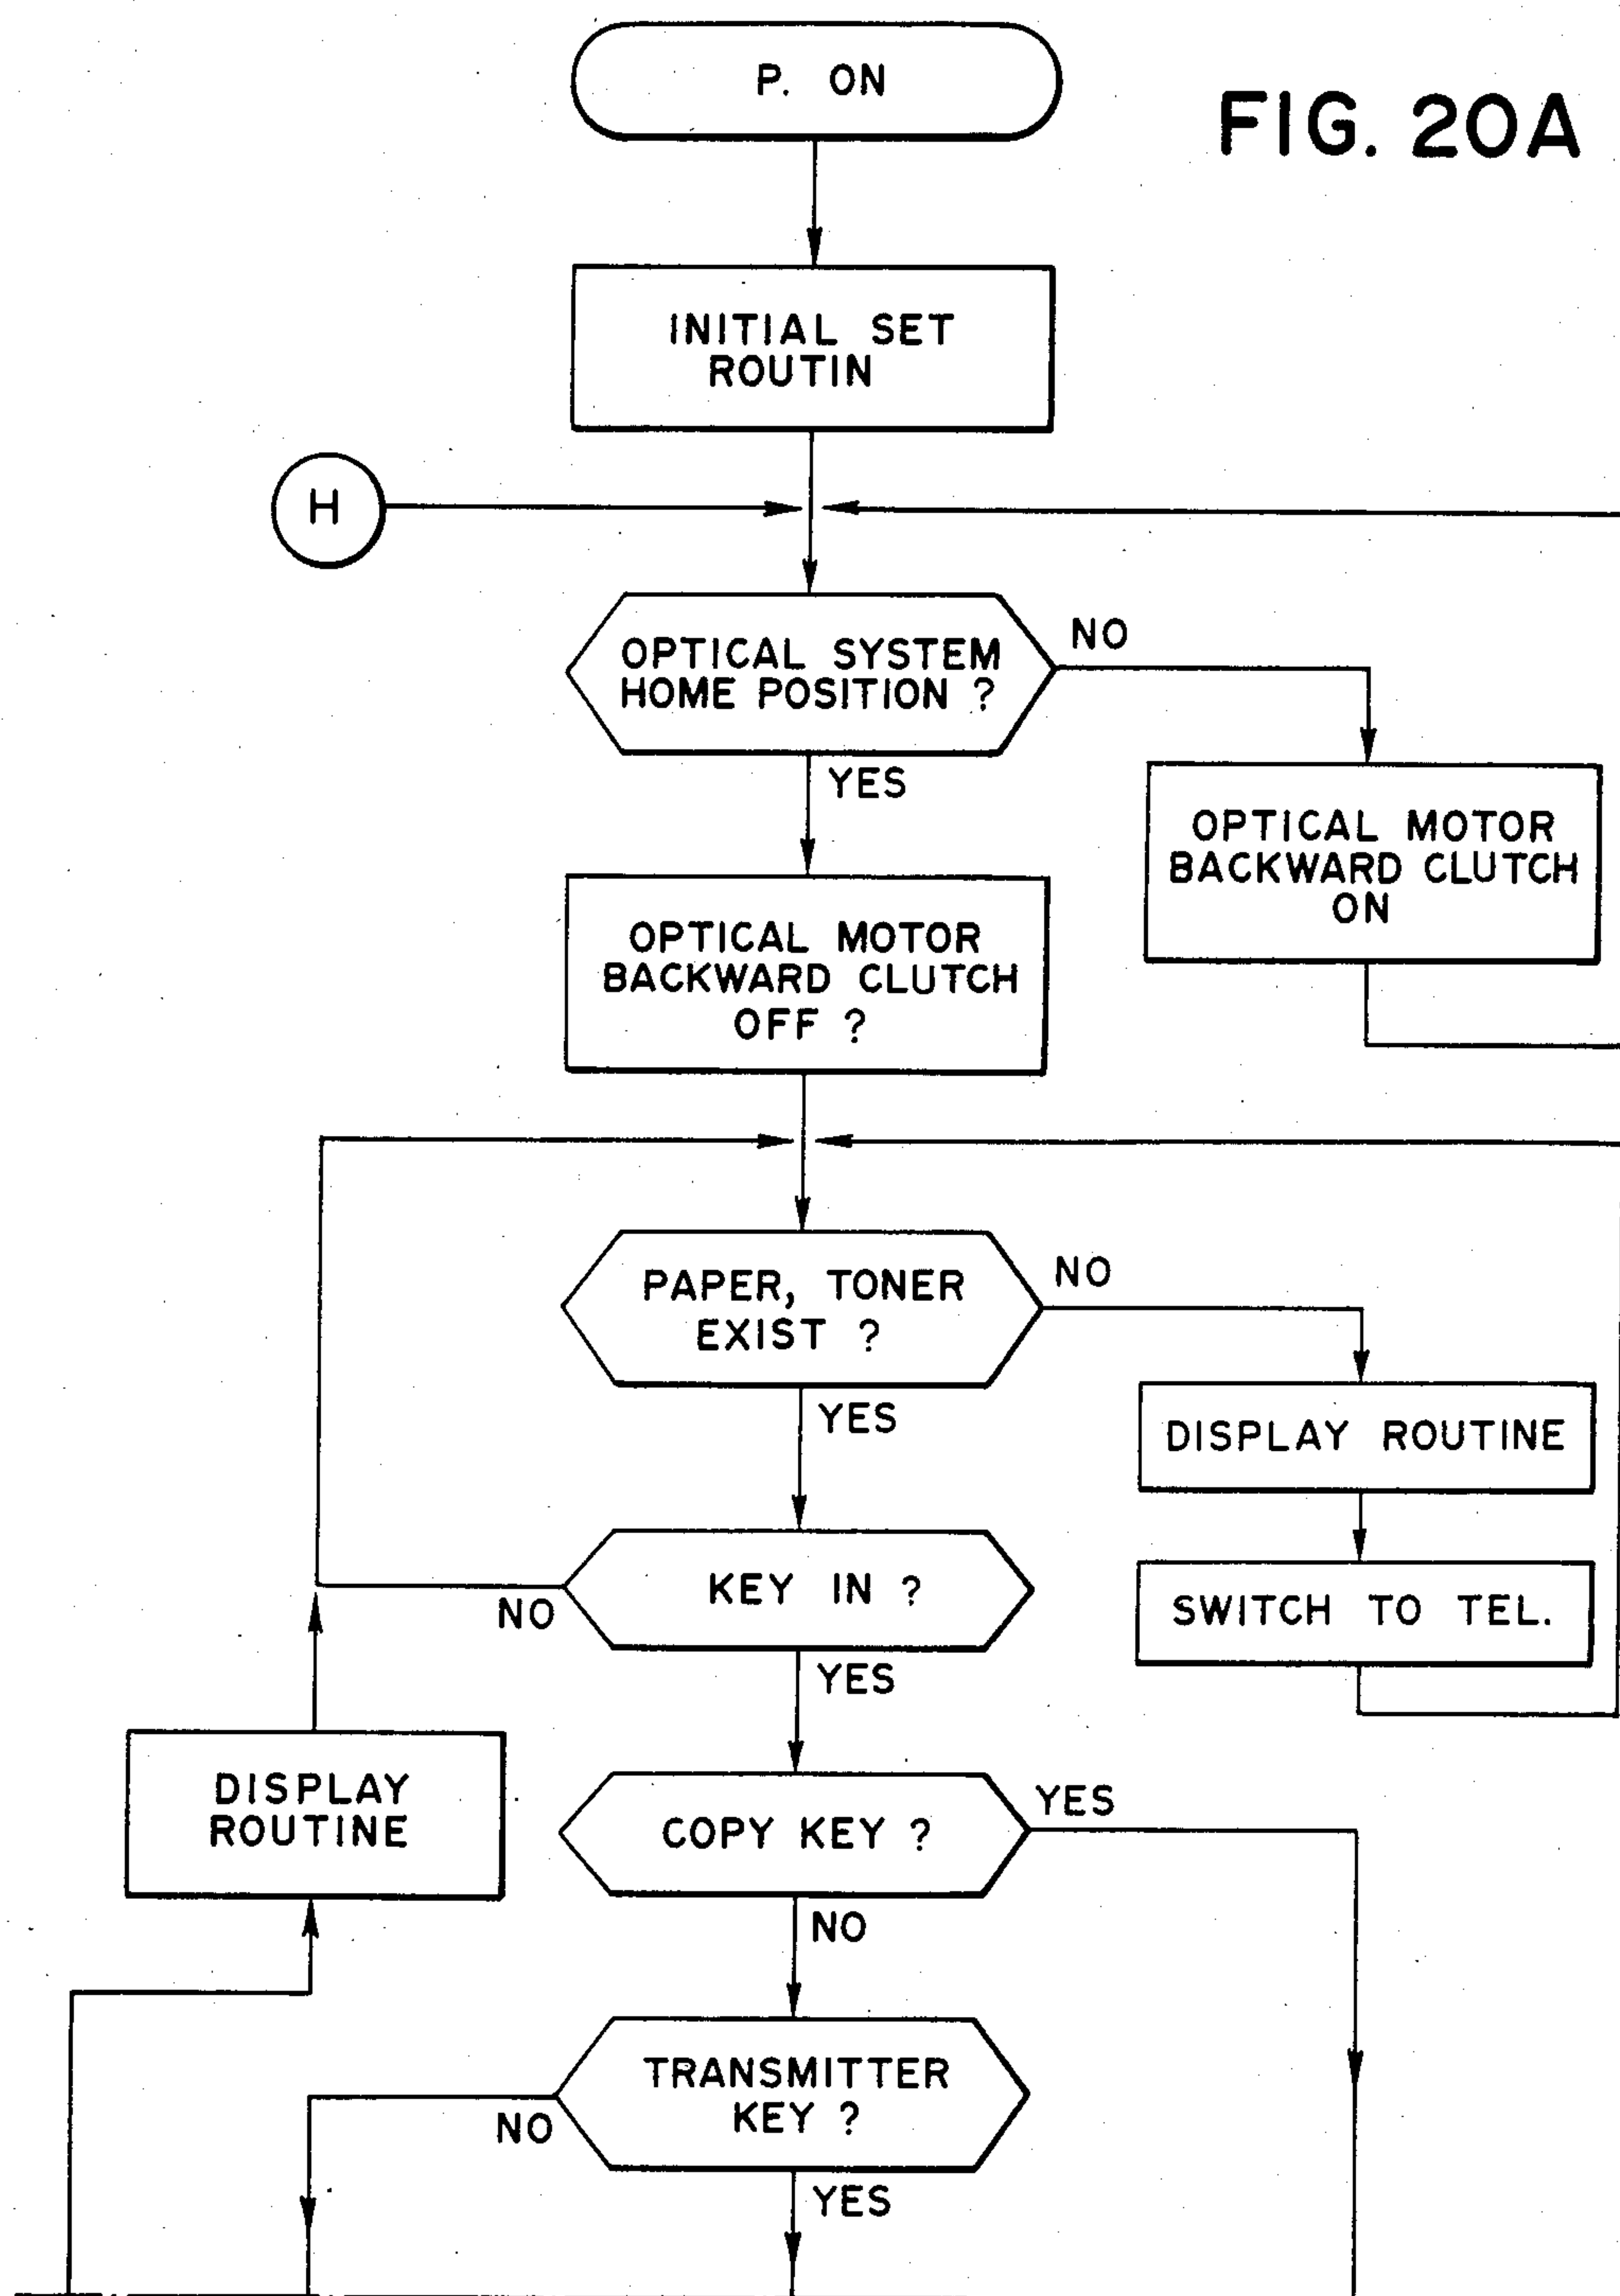 P. ON
FIG. 20A
INITIAL SET
ROUTIN
H
OPTICAL SYSTEM
HOME POSITION ?
NO
YES
OPTICAL MOTOR
BACKWARD CLUTCH
ON
OPTICAL MOTOR
BACKWARD CLUTCH
OFF ?
PAPER, TONER
EXIST ?
NO
YES
DISPLAY ROUTINE
KEY IN ?
NO
YES
SWITCH TO TEL.
DISPLAY
ROUTINE
COPY KEY ?
YES
NO
TRANSMITTER
KEY ?
NO
YES